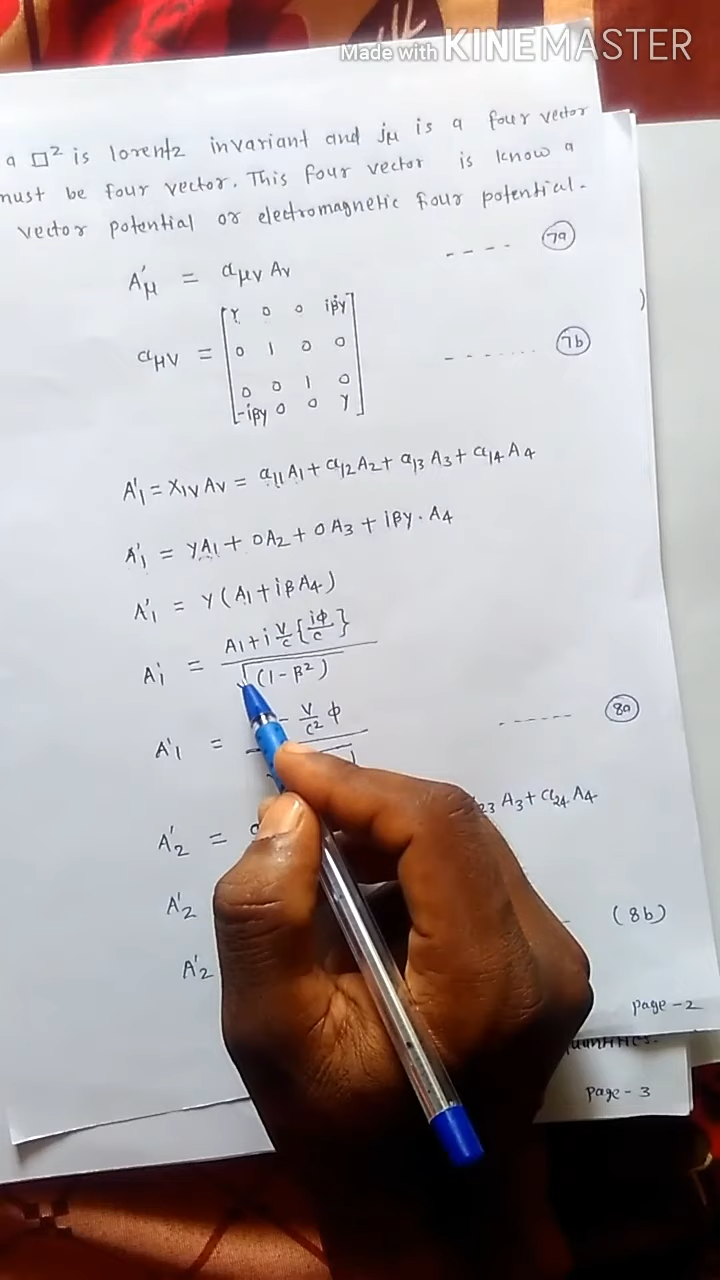 Made with KINEMASTER
a □² is lorentz invariant and jμ is a four vector
must be four vector. This four vector is know a
vector potential or electromagnetic four potential.
A'μ = aμν Aν ---- (7a)
aμν = [γ 0 0 iβγ
0 1 0 0
0 0 1 0
-iβγ 0 0 γ] ------ (7b)
A'1 = X1ν Aν = a11 A1 + a12 A2 + a13 A3 + a14 A4
A'1 = γA1 + 0A2 + 0A3 + iβγ. A4
A'1 = γ(A1 + iβA4)
A'1 = A1 + i v/c {iΦ/c} / √(1-β²)
A'1 = - v/c² Φ ------ (8a)
A'2 = 23 A3 + a24 A4
A'2 (8b)
A'2
page -2
page - 3